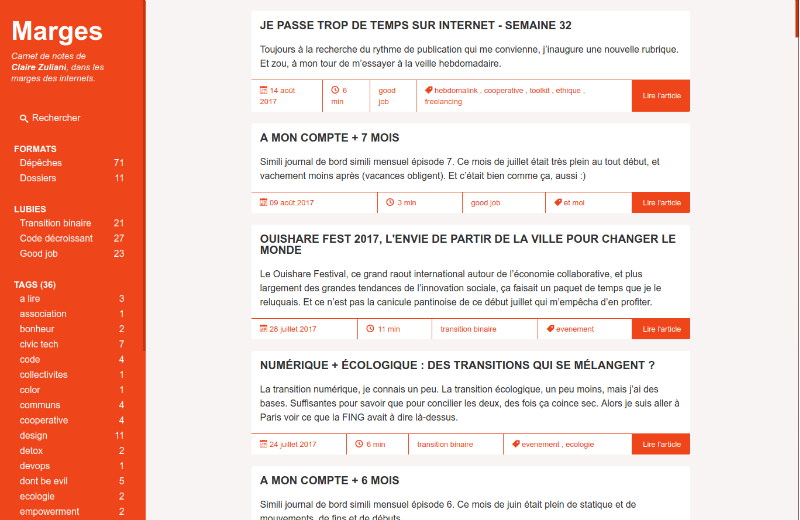 Marges
Carnet de notes de
Claire Zuliani, dans les
marges des internets.
Rechercher
FORMATS
Dépêches 71
Dossiers 11
LUBIES
Transition binaire 21
Code décroissant 27
Good job 23
TAGS (36)
a lire 3
association 1
bonheur 2
civic tech 7
code 4
collectivites 1
color 1
communs 4
cooperative 4
design 11
detox 2
devops 1
dont be evil 5
ecologie 2
empowerment 2
JE PASSE TROP DE TEMPS SUR INTERNET - SEMAINE 32
Toujours à la recherche du rythme de publication qui me convienne, j'inaugure une nouvelle rubrique.
Et zou, à mon tour de m'essayer à la veille hebdomadaire.
14 août
2017
6
min
good
job
hebdomalink , cooperative , toolkit , ethique ,
freelancing
Lire l'article
A MON COMPTE + 7 MOIS
Simili journal de bord simili mensuel épisode 7. Ce mois de juillet était très plein au tout début, et
vachement moins après (vacances obligent). Et c'était bien comme ça, aussi :)
09 août 2017
3 min
good job
et moi
Lire l'article
OUISHARE FEST 2017, L'ENVIE DE PARTIR DE LA VILLE POUR CHANGER LE
MONDE
Le Ouishare Festival, ce grand raout international autour de l'économie collaborative, et plus
largement des grandes tendances de l'innovation sociale, ça faisait un paquet de temps que je le
reluquais. Et ce n'est pas la canicule pantinoise de ce début juillet qui m'empêcha d'en profiter.
28 juillet 2017
11 min
transition binaire
evenement
Lire l'article
NUMÉRIQUE + ÉCOLOGIQUE : DES TRANSITIONS QUI SE MÉLANGENT ?
La transition numérique, je connais un peu. La transition écologique, un peu moins, mais j'ai des
bases. Suffisantes pour savoir que pour concilier les deux, des fois ça coince sec. Alors je suis aller à
Paris voir ce que la FING avait à dire là-dessus.
24 juillet 2017
6 min
transition binaire
evenement , ecologie
Lire l'article
A MON COMPTE + 6 MOIS
Simili journal de bord simili mensuel épisode 6. Ce mois de juin était plein de statique et de
mouvements, de fins et de débuts.